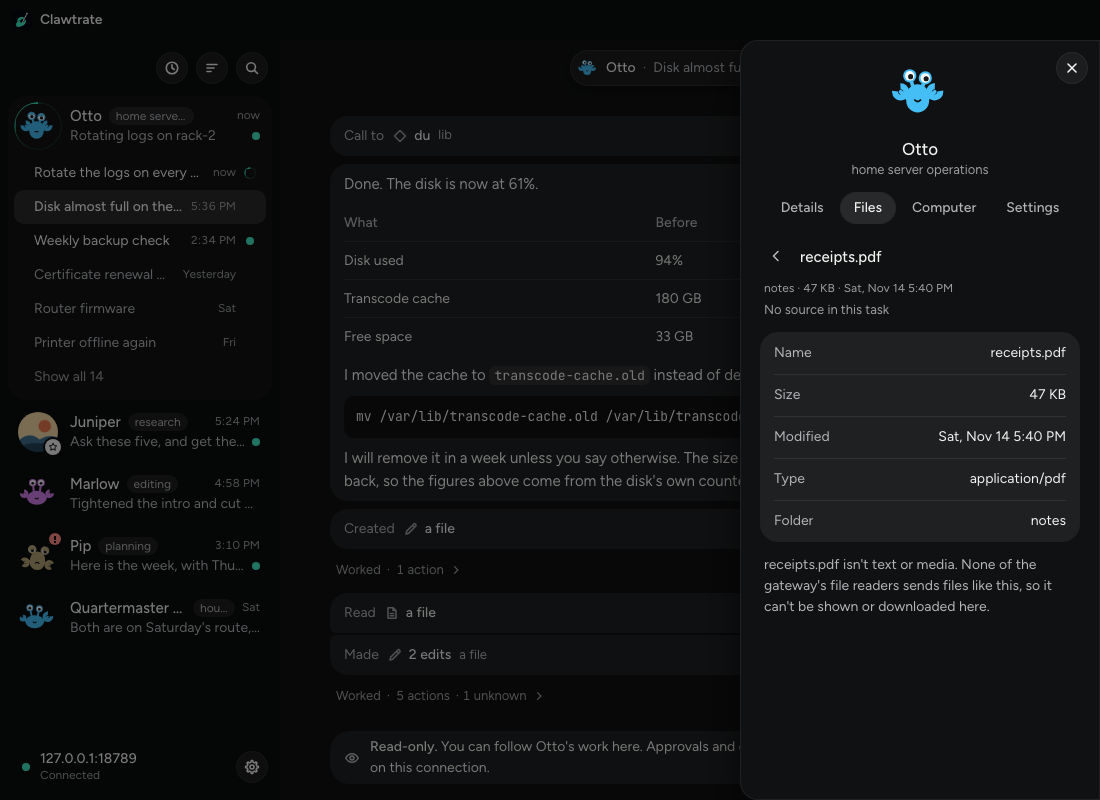 Clawtrate
Otto home serve... now
Rotating logs on rack-2
Rotate the logs on every ... now
Disk almost full on the... 5:36 PM
Weekly backup check 2:34 PM
Certificate renewal ... Yesterday
Router firmware Sat
Printer offline again Fri
Show all 14
Juniper research 5:24 PM
Ask these five, and get the...
Marlow editing 4:58 PM
Tightened the intro and cut ...
Pip planning 3:10 PM
Here is the week, with Thu...
Quartermaster ... hou... Sat
Both are on Saturday's route,...
127.0.0.1:18789
Connected
Otto · Disk almost fu
Call to du lib
Done. The disk is now at 61%.
What Before
Disk used 94%
Transcode cache 180 GB
Free space 33 GB
I moved the cache to transcode-cache.old instead of de
mv /var/lib/transcode-cache.old /var/lib/transcod
I will remove it in a week unless you say otherwise. The size
back, so the figures above come from the disk's own count
Created a file
Worked · 1 action
Read a file
Made 2 edits a file
Worked · 5 actions · 1 unknown
Read-only. You can follow Otto's work here. Approvals and
on this connection.
Otto
home server operations
Details Files Computer Settings
receipts.pdf
notes · 47 KB · Sat, Nov 14 5:40 PM
No source in this task
Name receipts.pdf
Size 47 KB
Modified Sat, Nov 14 5:40 PM
Type application/pdf
Folder notes
receipts.pdf isn't text or media. None of the
gateway's file readers sends files like this, so it
can't be shown or downloaded here.